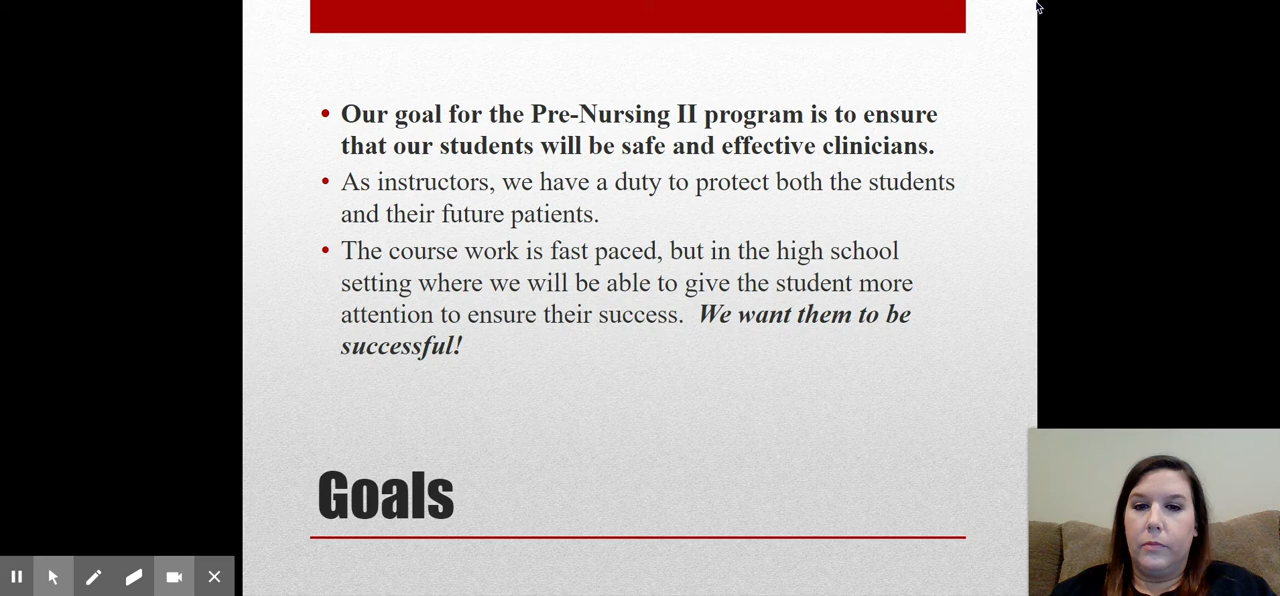 • Our goal for the Pre-Nursing II program is to ensure
that our students will be safe and effective clinicians.
• As instructors, we have a duty to protect both the students
and their future patients.
• The course work is fast paced, but in the high school
setting where we will be able to give the student more
attention to ensure their success.  We want them to be
successful!
Goals